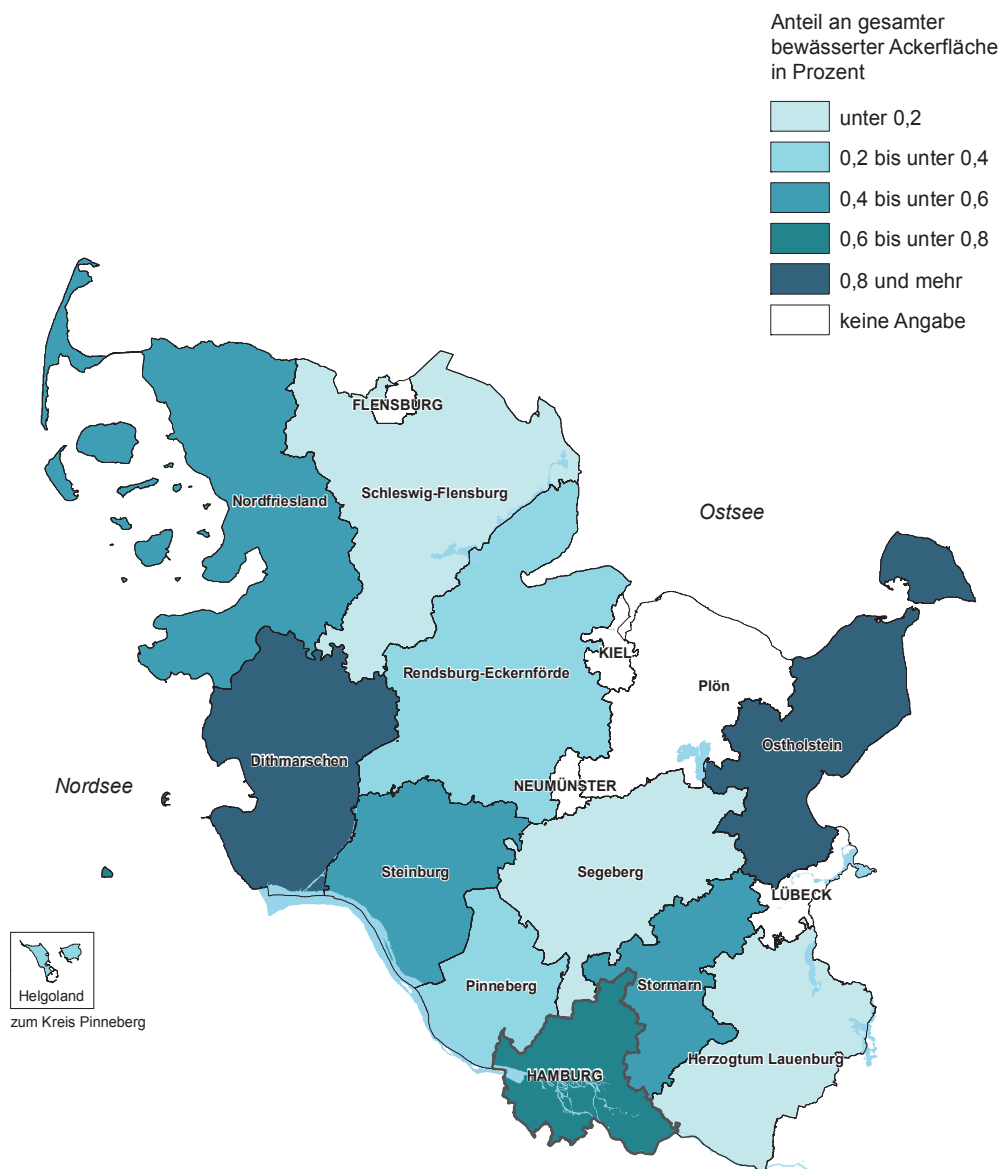 Anteil an gesamter
bewässerter Ackerfläche
in Prozent
unter 0,2
0,2 bis unter 0,4
0,4 bis unter 0,6
0,6 bis unter 0,8
0,8 und mehr
keine Angabe
FLENSBURG
Schleswig-Flensburg
Nordfriesland
Ostsee
KIEL
Rendsburg-Eckernförde
Plön
Ostholstein
Dithmarschen
Nordsee
NEUMÜNSTER
Steinburg
Segeberg
LÜBECK
Pinneberg
Stormarn
Helgoland
zum Kreis Pinneberg
Herzogtum Lauenburg
HAMBURG